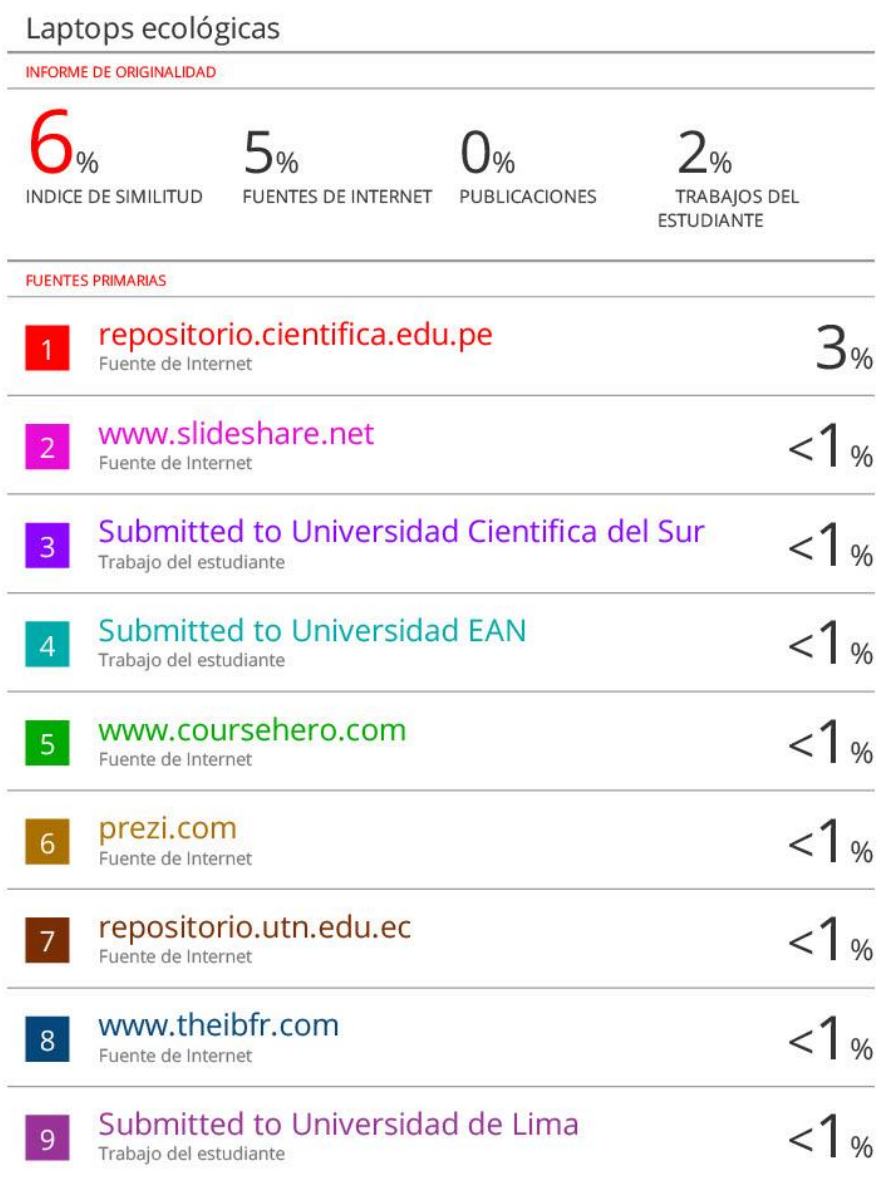 Laptops ecológicas
INFORME DE ORIGINALIDAD
6% 5% 0% 2%
INDICE DE SIMILITUD FUENTES DE INTERNET PUBLICACIONES TRABAJOS DEL
ESTUDIANTE
FUENTES PRIMARIAS
1 repositorio.cientifica.edu.pe 3%
Fuente de Internet
2 www.slideshare.net <1%
Fuente de Internet
3 Submitted to Universidad Cientifica del Sur <1%
Trabajo del estudiante
4 Submitted to Universidad EAN <1%
Trabajo del estudiante
5 www.coursehero.com <1%
Fuente de Internet
6 prezi.com <1%
Fuente de Internet
7 repositorio.utn.edu.ec <1%
Fuente de Internet
8 www.theibfr.com <1%
Fuente de Internet
9 Submitted to Universidad de Lima <1%
Trabajo del estudiante